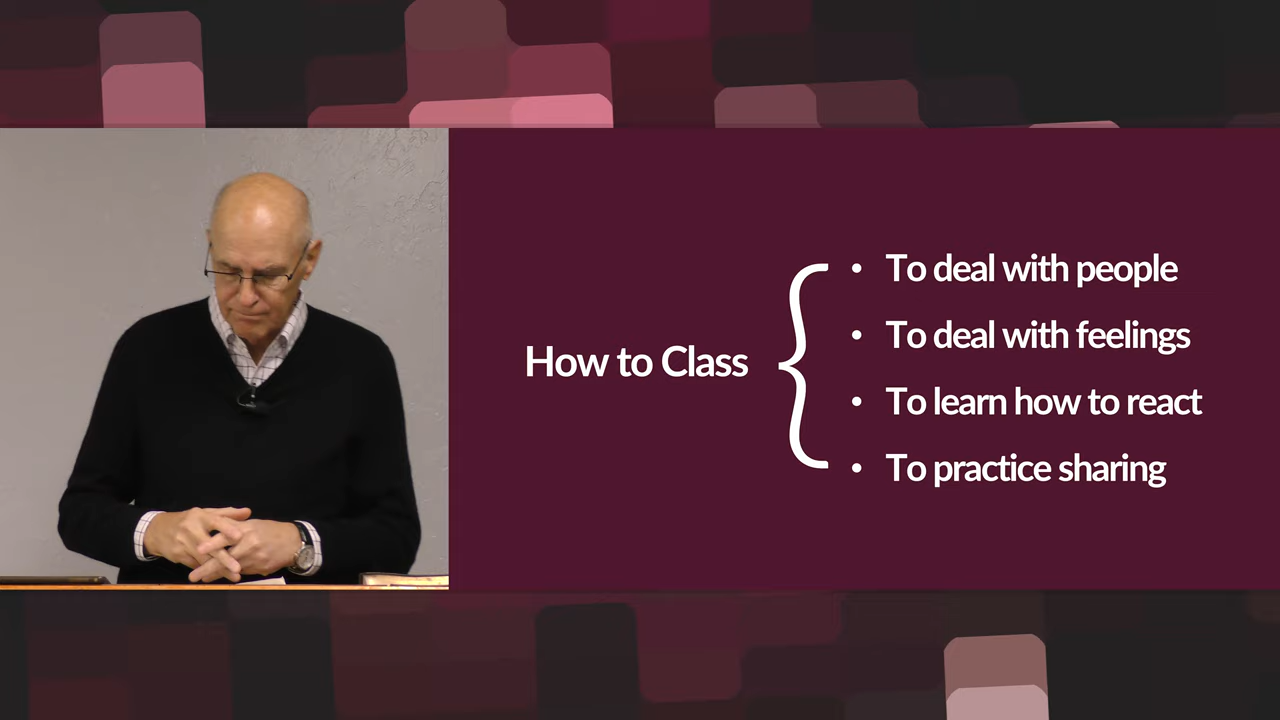 How to Class
• To deal with people
• To deal with feelings
• To learn how to react
• To practice sharing